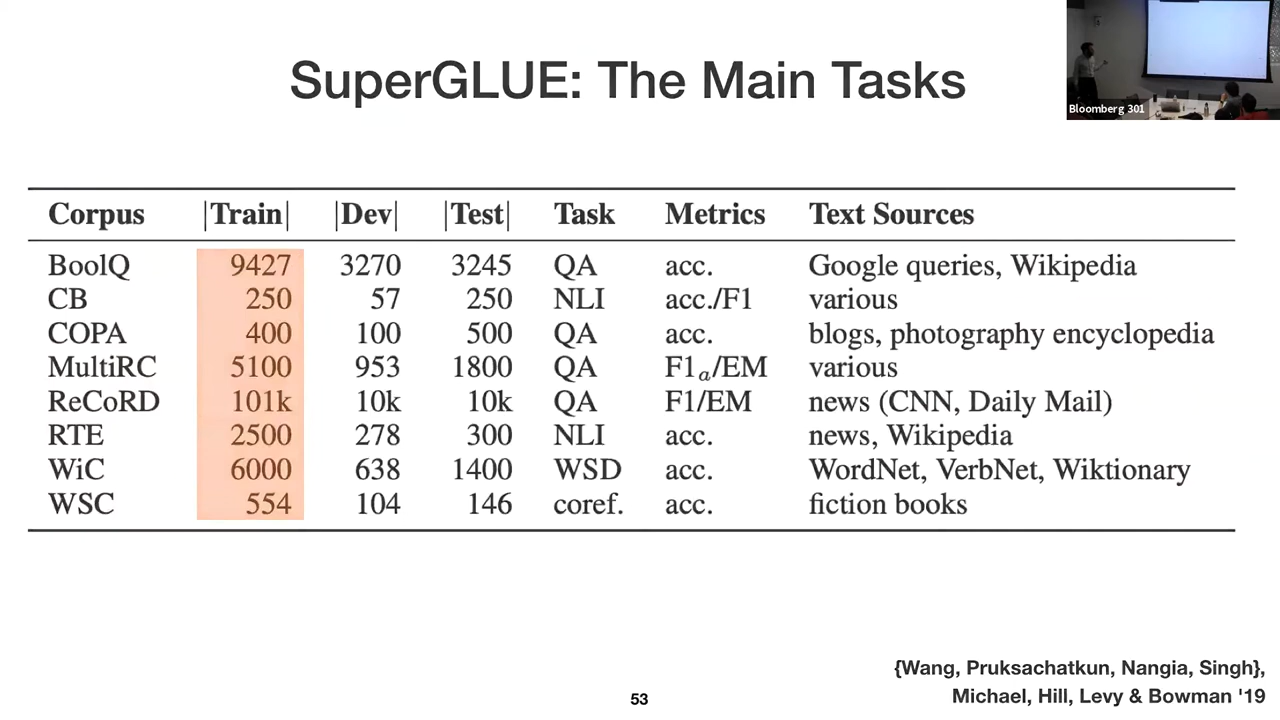 Bloomberg 301
SuperGLUE: The Main Tasks
Corpus |Train| |Dev| |Test| Task Metrics Text Sources
BoolQ 9427 3270 3245 QA acc. Google queries, Wikipedia
CB 250 57 250 NLI acc./F1 various
COPA 400 100 500 QA acc. blogs, photography encyclopedia
MultiRC 5100 953 1800 QA F1a/EM various
ReCoRD 101k 10k 10k QA F1/EM news (CNN, Daily Mail)
RTE 2500 278 300 NLI acc. news, Wikipedia
WiC 6000 638 1400 WSD acc. WordNet, VerbNet, Wiktionary
WSC 554 104 146 coref. acc. fiction books
{Wang, Pruksachatkun, Nangia, Singh},
Michael, Hill, Levy & Bowman '19
53